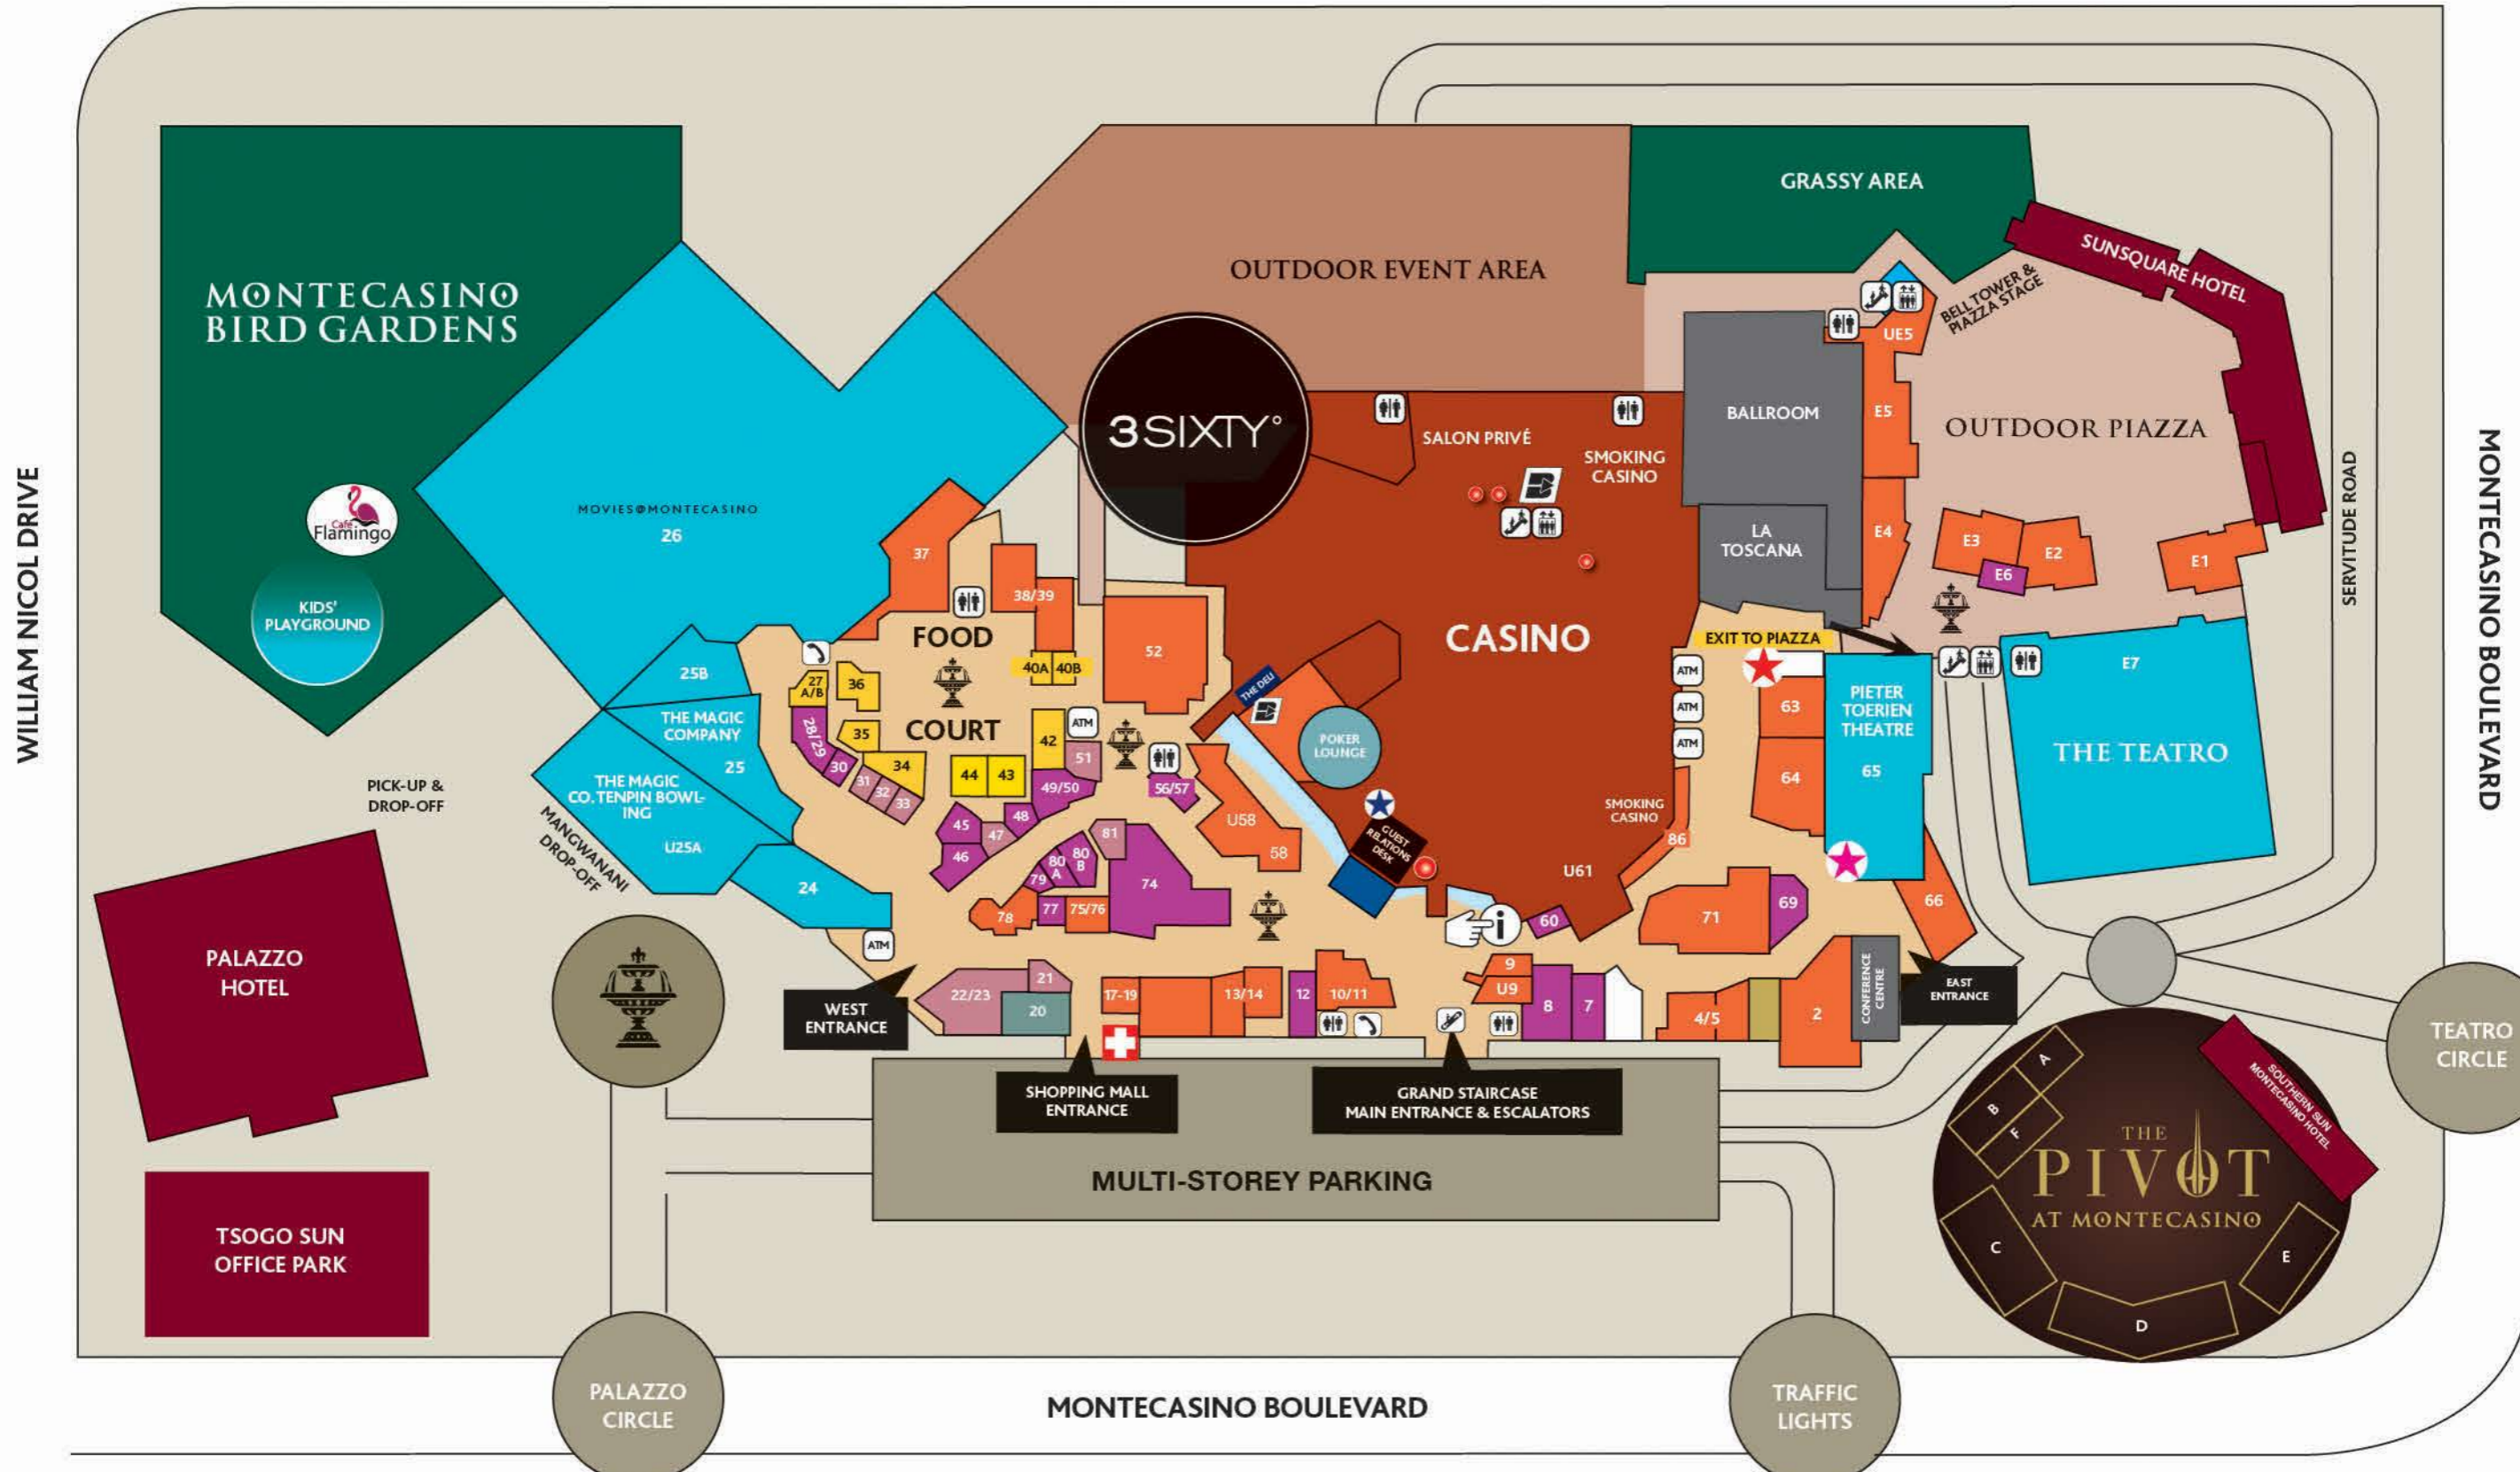 WILLIAM NICOL DRIVE
MONTECASINO
BIRD GARDENS
Café
Flamingo
KIDS'
PLAYGROUND
PICK-UP &
DROP-OFF
MANGWANANI
DROP-OFF
PALAZZO
HOTEL
TSOGO SUN
OFFICE PARK
MOVIES@MONTECASINO
26
25B
THE MAGIC
COMPANY
25
THE MAGIC
CO. TENPIN BOWL-
ING
U25A
24
ATM
WEST
ENTRANCE
37
38/39
FOOD
COURT
40A
40B
27
A/B
36
28/29
35
30
34
31
32
33
44
43
42
ATM
51
49/50
45
47
48
46
52
56/57
U58
58
81
80
A
80
B
79
74
78
77
75/76
22/23
21
20
17-19
13/14
12
10/11
9
U9
8
7
4/5
2
CONFERENCE
CENTRE
EAST
ENTRANCE
SHOPPING MALL
ENTRANCE
GRAND STAIRCASE
MAIN ENTRANCE & ESCALATORS
MULTI-STOREY PARKING
OUTDOOR EVENT AREA
3SIXTY°
SALON PRIVÉ
SMOKING
CASINO
CASINO
THE DELI
POKER
LOUNGE
GUEST
RELATIONS
DESK
SMOKING
CASINO
U61
86
i
60
71
69
66
GRASSY AREA
BALLROOM
LA
TOSCANA
UE5
E5
E4
BELL TOWER &
PIAZZA STAGE
SUNSQUARE HOTEL
OUTDOOR PIAZZA
E3
E2
E6
E1
EXIT TO PIAZZA
ATM
ATM
ATM
63
64
PIETER
TOERIEN
THEATRE
65
E7
THE TEATRO
SERVITUDE ROAD
MONTECASINO BOULEVARD
TEATRO
CIRCLE
A
B
F
C
D
E
SOUTHERN SUN
MONTECASINO HOTEL
THE
PIVOT
AT MONTECASINO
PALAZZO
CIRCLE
MONTECASINO BOULEVARD
TRAFFIC
LIGHTS